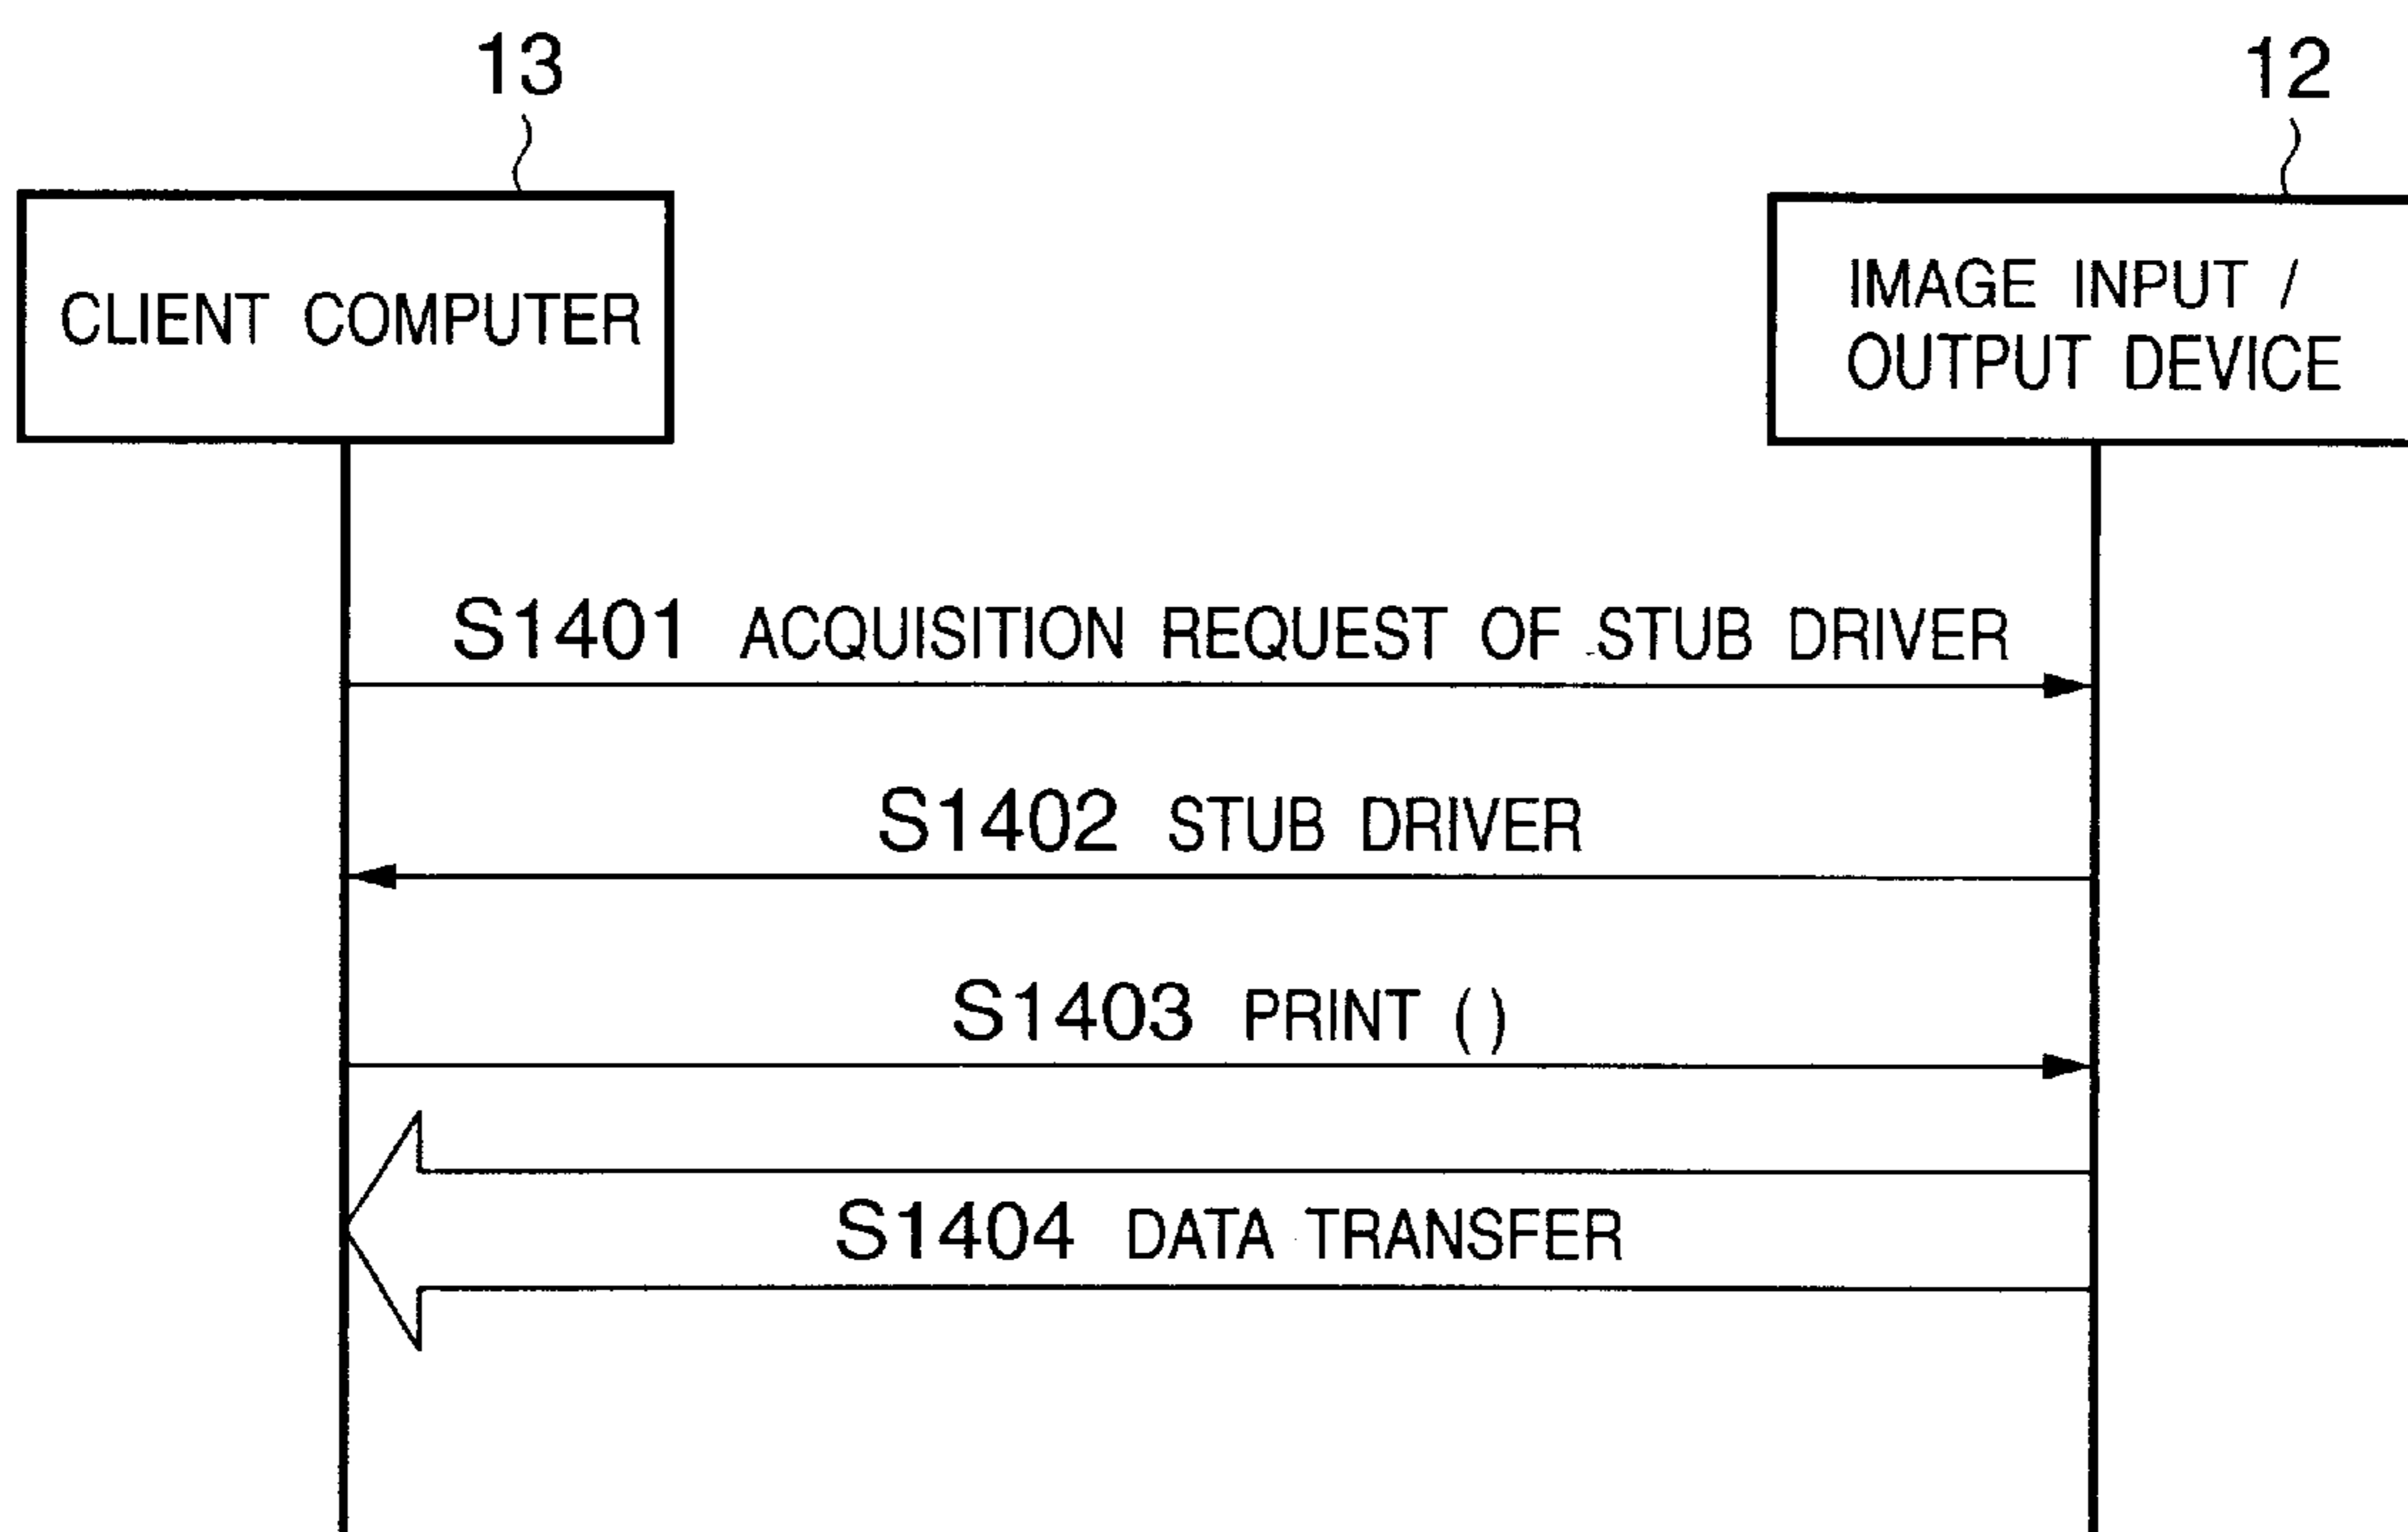 13
12
CLIENT COMPUTER
IMAGE INPUT /
OUTPUT DEVICE
S1401 ACQUISITION REQUEST OF STUB DRIVER
S1402 STUB DRIVER
S1403 PRINT ( )
S1404 DATA TRANSFER